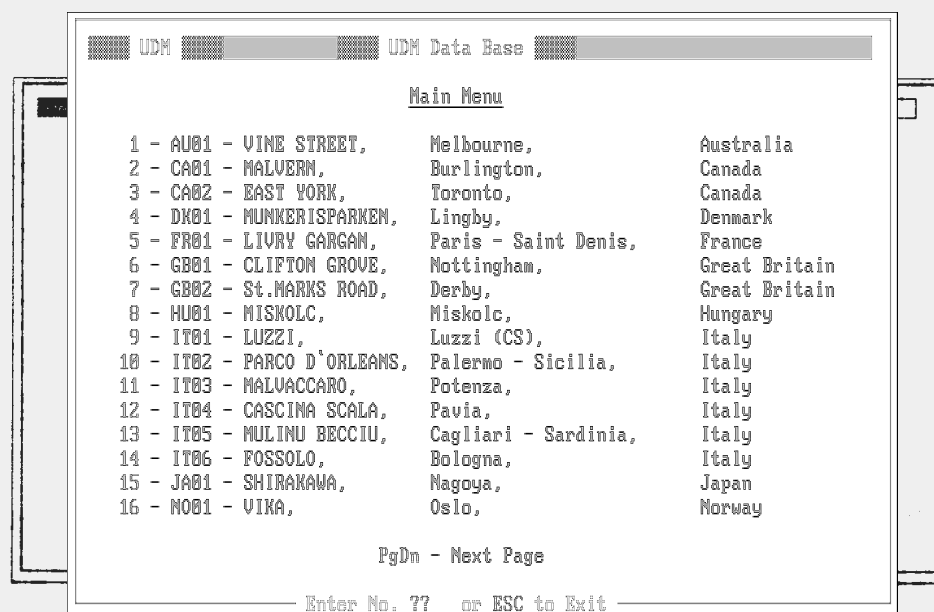 UDM UDM Data Base
Main Menu
1 - AU01 - VINE STREET, Melbourne, Australia
2 - CA01 - MALVERN, Burlington, Canada
3 - CA02 - EAST YORK, Toronto, Canada
4 - DK01 - MUNKERISPARKEN, Lingby, Denmark
5 - FR01 - LIVRY GARGAN, Paris - Saint Denis, France
6 - GB01 - CLIFTON GROVE, Nottingham, Great Britain
7 - GB02 - St.MARKS ROAD, Derby, Great Britain
8 - HU01 - MISKOLC, Miskolc, Hungary
9 - IT01 - LUZZI, Luzzi (CS), Italy
10 - IT02 - PARCO D`ORLEANS, Palermo - Sicilia, Italy
11 - IT03 - MALVACCARO, Potenza, Italy
12 - IT04 - CASCINA SCALA, Pavia, Italy
13 - IT05 - MULINU BECCIU, Cagliari - Sardinia, Italy
14 - IT06 - FOSSOLO, Bologna, Italy
15 - JA01 - SHIRAKAWA, Nagoya, Japan
16 - NO01 - VIKA, Oslo, Norway
PgDn - Next Page
Enter No. ?? or ESC to Exit